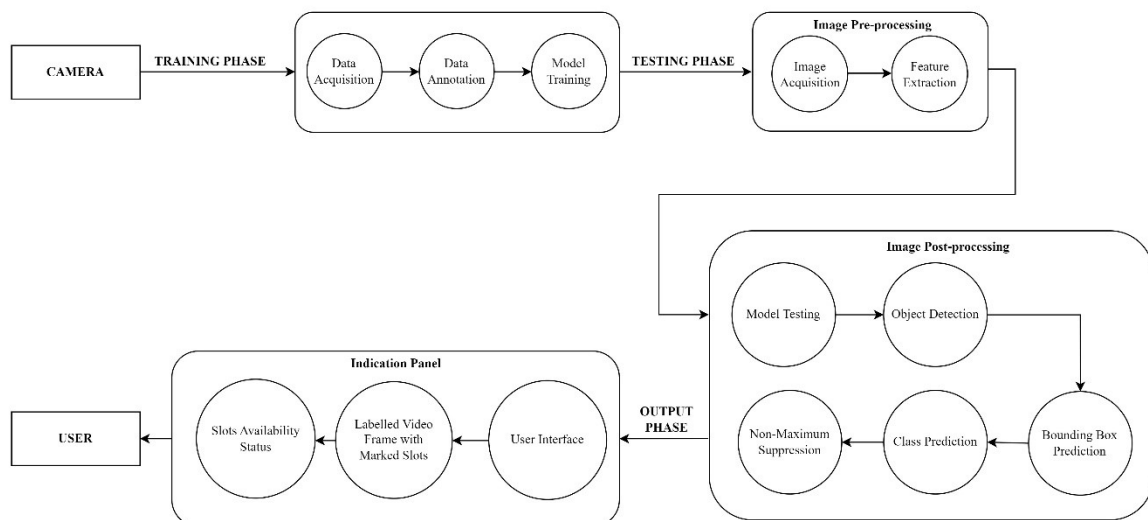 Image Pre-processing
CAMERA
TRAINING PHASE
Data
Acquisition
Data
Annotation
Model
Training
TESTING PHASE
Image
Acquisition
Feature
Extraction
Image Post-processing
Model Testing
Object Detection
Bounding Box
Prediction
Class Prediction
Non-Maximum
Suppression
OUTPUT
PHASE
Indication Panel
User Interface
Labelled Video
Frame with
Marked Slots
Slots Availability
Status
USER